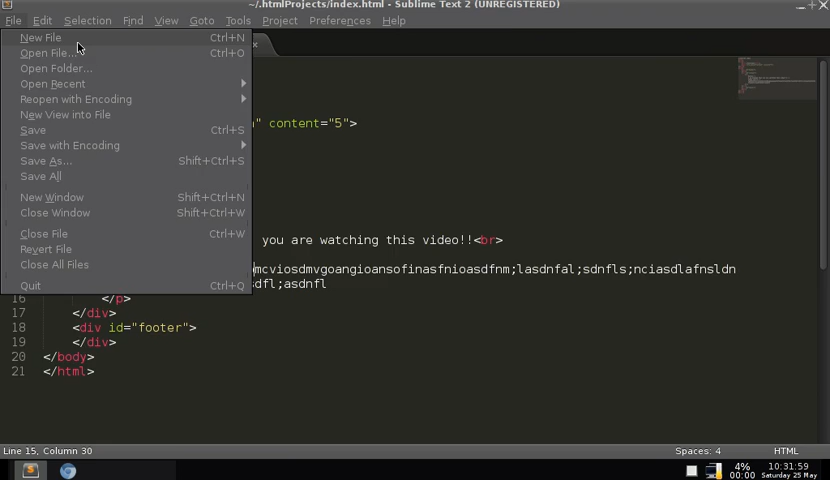 ~/.htmlProjects/index.html - Sublime Text 2 (UNREGISTERED)
File Edit Selection Find View Goto Tools Project Preferences Help
New File Ctrl+N
Open File... Ctrl+O
Open Folder...
Open Recent
Reopen with Encoding
New View into File
" content="5">
Save Ctrl+S
Save with Encoding
Save As... Shift+Ctrl+S
Save All
New Window Shift+Ctrl+N
Close Window Shift+Ctrl+W
Close File Ctrl+W
you are watching this video!!<br>
Revert File
Close All Files
mcviosdmvgoangioansofinasfnioasdfnm;lasdnfal;sdnfls;nciasdlafnsldn
Quit Ctrl+Q
sdfl;asdnfl
16 </p>
17 </div>
18 <div id="footer">
19 </div>
20 </body>
21 </html>
Line 15, Column 30 Spaces: 4 HTML
4% 10:31:59
00:00 Saturday 25 May